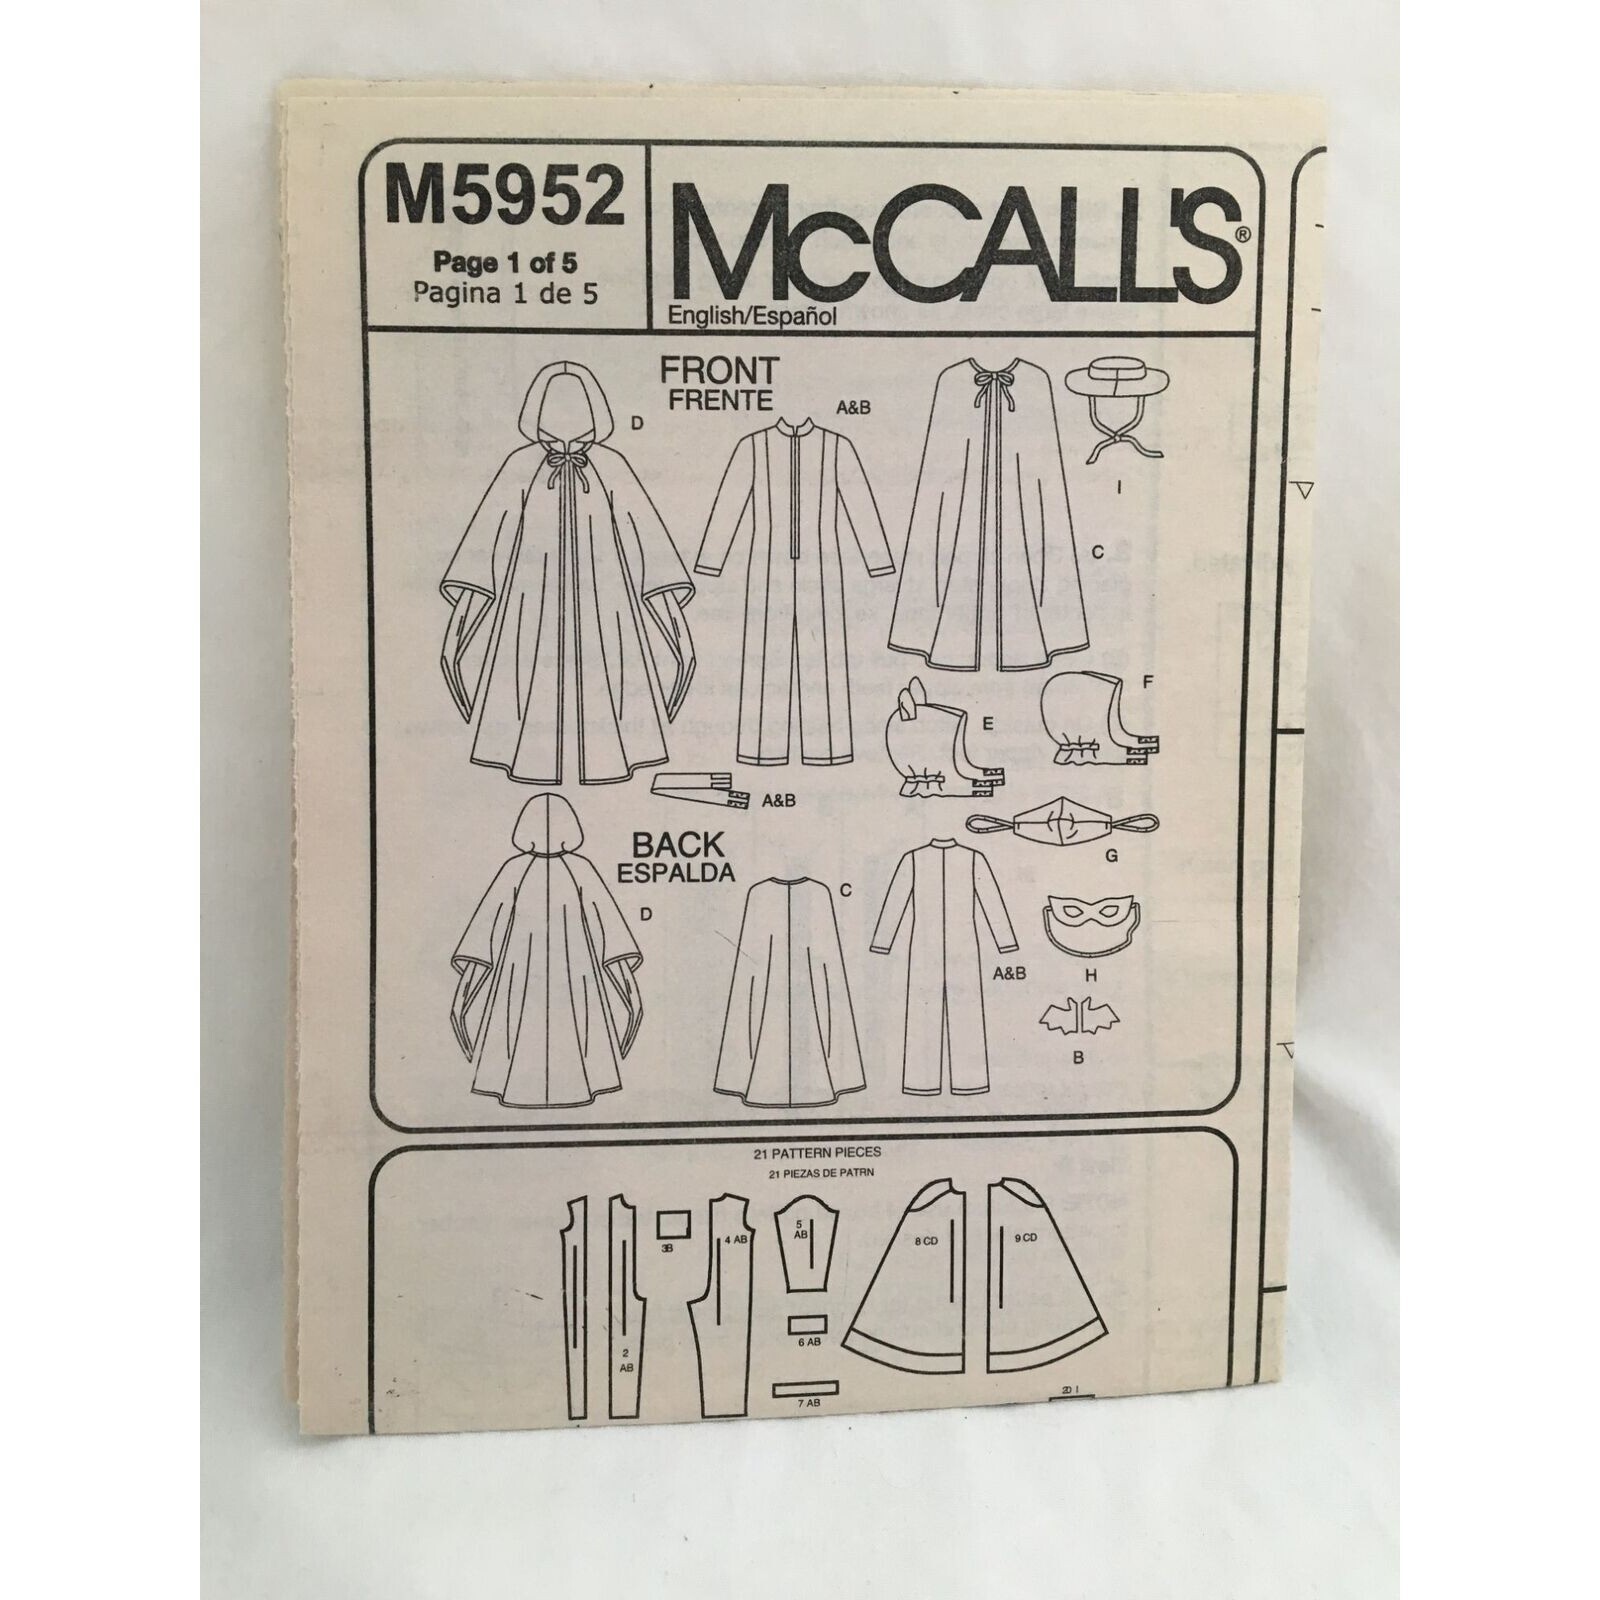 M5952
Page 1 of 5
Pagina 1 de 5
McCALL'S®
English/Español
FRONT
FRENTE
D
A&B
I
C
F
E
A&B
G
BACK
ESPALDA
D
C
A&B
H
B
21 PATTERN PIECES
21 PIEZAS DE PATRN
2
AB
3B
4 AB
5
AB
6 AB
7 AB
8 CD
9 CD
20 I